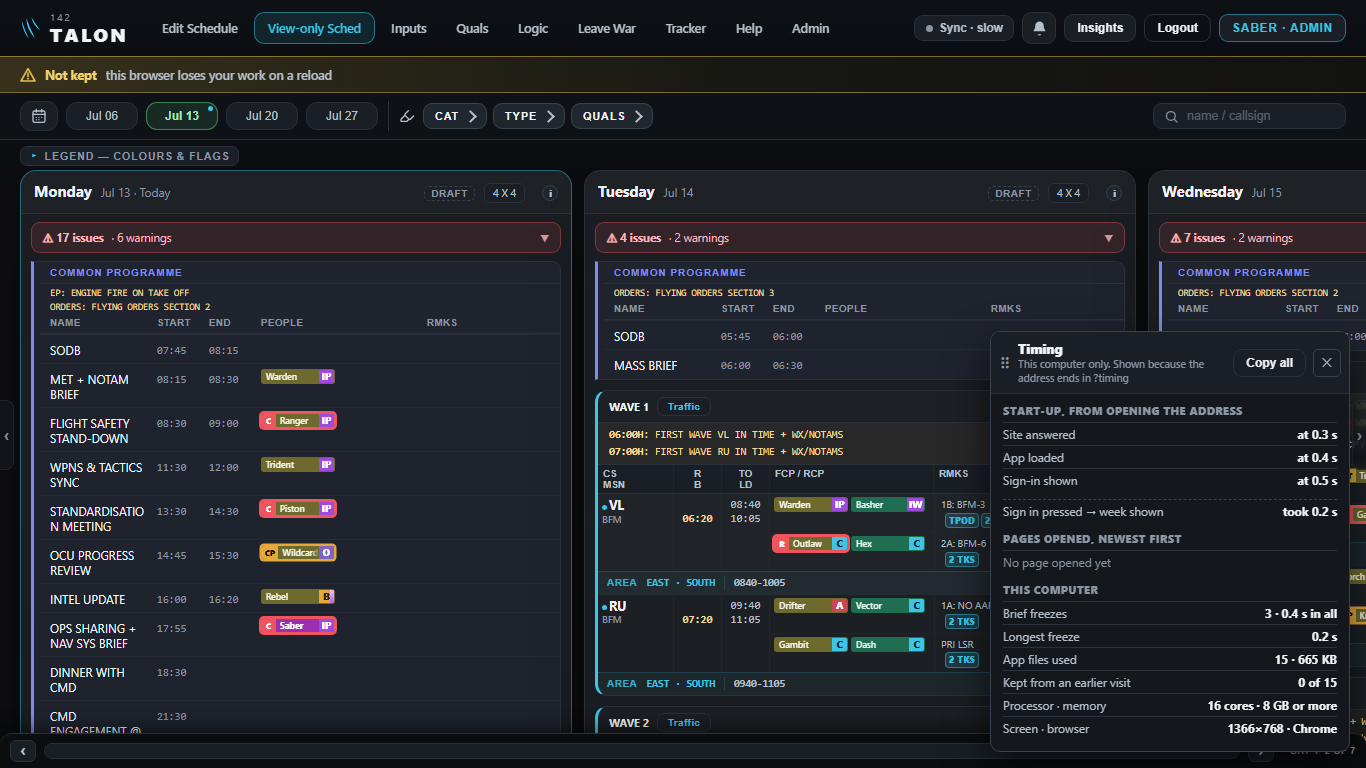 142
TALON
Edit Schedule
View-only Sched
Inputs
Quals
Logic
Leave War
Tracker
Help
Admin
Sync · slow
Insights
Logout
SABER · ADMIN
Not kept this browser loses your work on a reload
Jul 06
Jul 13
Jul 20
Jul 27
CAT
TYPE
QUALS
name / callsign
LEGEND — COLOURS & FLAGS
Monday Jul 13 · Today
DRAFT
4 X 4
i
17 issues · 6 warnings
COMMON PROGRAMME
EP: ENGINE FIRE ON TAKE OFF
ORDERS: FLYING ORDERS SECTION 2
NAME START END PEOPLE RMKS
SODB 07:45 08:15
MET + NOTAM
BRIEF
08:15 08:30 Warden IP
FLIGHT SAFETY
STAND-DOWN
08:30 09:00 C Ranger IP
WPNS & TACTICS
SYNC
11:30 12:00 Trident IP
STANDARDISATIO
N MEETING
13:30 14:30 C Piston IP
OCU PROGRESS
REVIEW
14:45 15:30 CP Wildcard O
INTEL UPDATE 16:00 16:20 Rebel B
OPS SHARING +
NAV SYS BRIEF
17:55 C Saber IP
DINNER WITH
CMD
18:30
CMD
ENGAGEMENT @
21:30
Tuesday Jul 14
DRAFT
4 X 4
i
4 issues · 2 warnings
COMMON PROGRAMME
ORDERS: FLYING ORDERS SECTION 3
NAME START END PEOPLE RMKS
SODB 05:45 06:00
MASS BRIEF 06:00 06:30
WAVE 1 Traffic
06:00H: FIRST WAVE VL IN TIME + WX/NOTAMS
07:00H: FIRST WAVE RU IN TIME + WX/NOTAMS
CS
MSN
R
B
TO
LD
FCP / RCP
RMKS
VL
BFM
06:20
08:40
10:05
Warden IP Basher IW
1B: BFM-3
TPOD 2
R Outlaw C Hex C
2A: BFM-6
2 TKS
AREA EAST · SOUTH 0840-1005
RU
BFM
07:20
09:40
11:05
Drifter A Vector C
1A: NO AA
2 TKS
Gambit C Dash C
PRI LSR
2 TKS
AREA EAST · SOUTH 0940-1105
WAVE 2 Traffic
Wednesday Jul 15
7 issues · 2 warnings
COMMON PROGRAMME
ORDERS: FLYING ORDERS SECTION 2
NAME START END
Timing
This computer only. Shown because the
address ends in ?timing
Copy all
START-UP, FROM OPENING THE ADDRESS
Site answered at 0.3 s
App loaded at 0.4 s
Sign-in shown at 0.5 s
Sign in pressed → week shown took 0.2 s
PAGES OPENED, NEWEST FIRST
No page opened yet
THIS COMPUTER
Brief freezes 3 · 0.4 s in all
Longest freeze 0.2 s
App files used 15 · 665 KB
Kept from an earlier visit 0 of 15
Processor · memory 16 cores · 8 GB or more
Screen · browser 1366×768 · Chrome